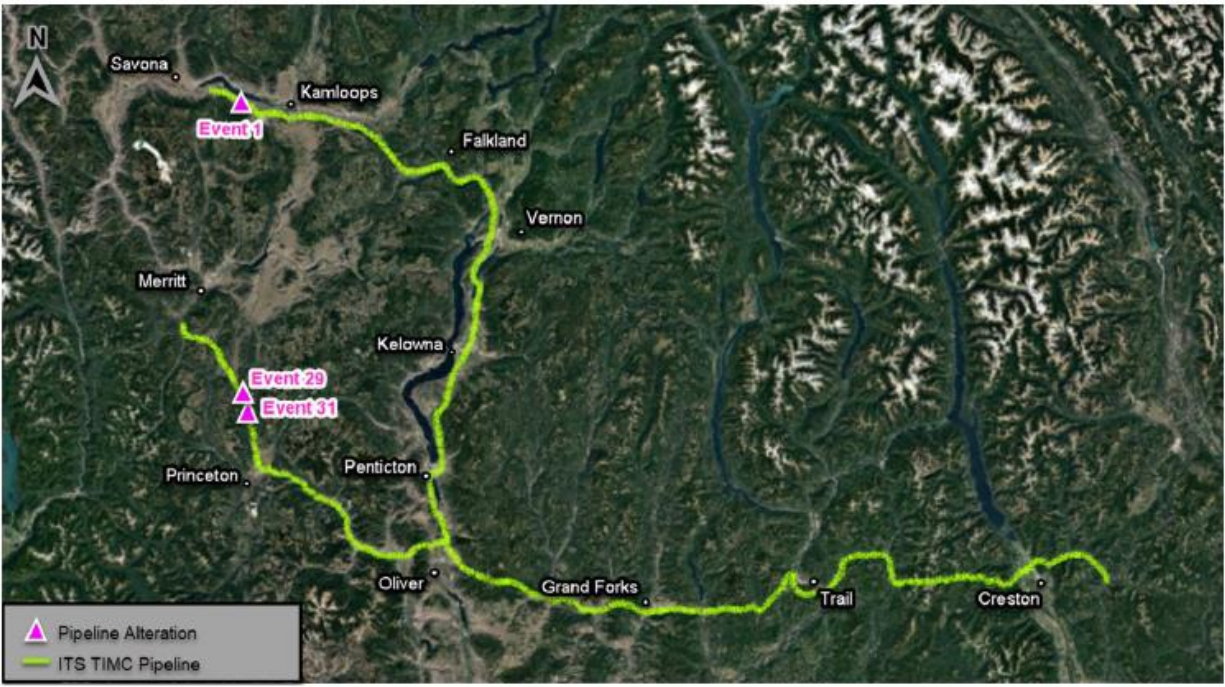 N
Savona
Kamloops
Event 1
Falkland
Vernon
Merritt
Kelowna
Event 29
Event 31
Penticton
Princeton
Oliver
Grand Forks
Trail
Creston
Pipeline Alteration
ITS TIMC Pipeline